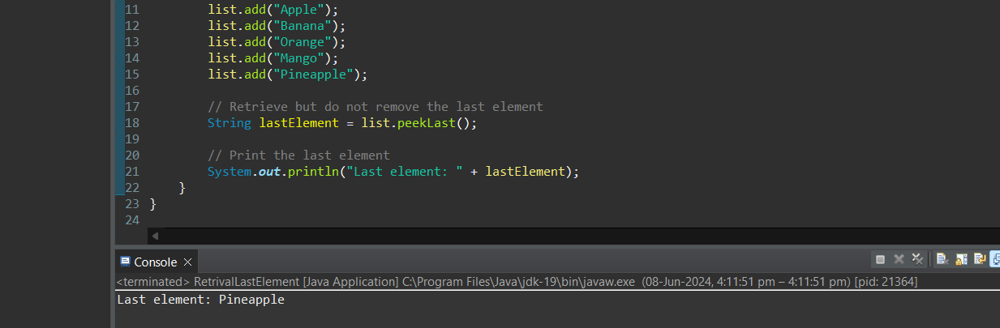 11 list.add("Apple");
12 list.add("Banana");
13 list.add("Orange");
14 list.add("Mango");
15 list.add("Pineapple");
16
17 // Retrieve but do not remove the last element
18 String lastElement = list.peekLast();
19
20 // Print the last element
21 System.out.println("Last element: " + lastElement);
22 }
23 }
24
Console
<terminated> RetrivalLastElement [Java Application] C:\Program Files\Java\jdk-19\bin\javaw.exe (08-Jun-2024, 4:11:51 pm – 4:11:51 pm) [pid: 21364]
Last element: Pineapple